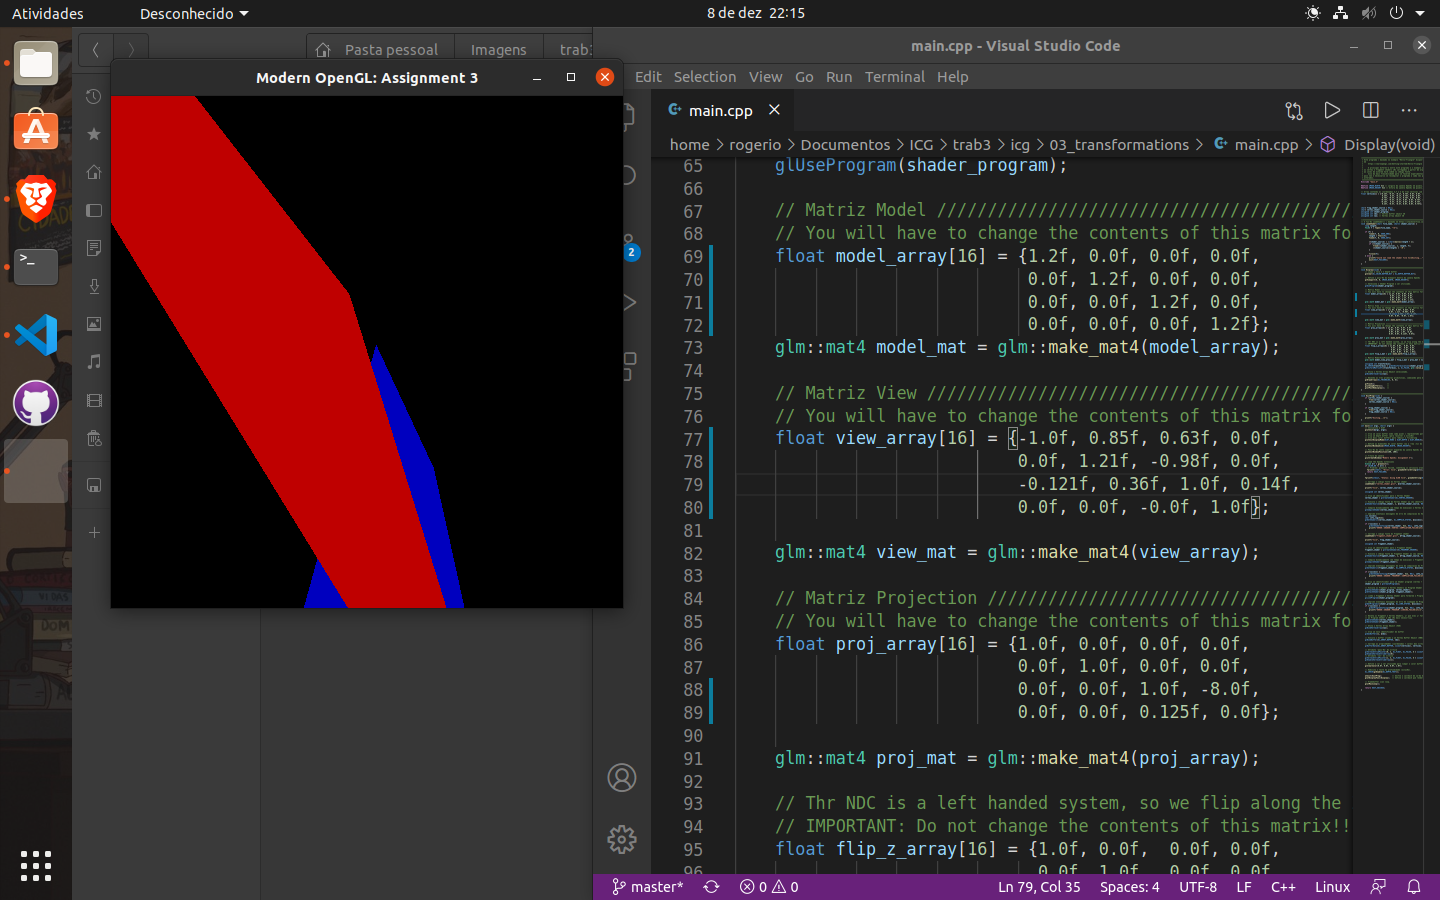 Atividades
Desconhecido
8 de dez 22:15
Pasta pessoal
Imagens
trab3
main.cpp - Visual Studio Code
Modern OpenGL: Assignment 3
Edit Selection View Go Run Terminal Help
main.cpp
home > rogerio > Documentos > ICG > trab3 > icg > 03_transformations > main.cpp > Display(void)
65 glUseProgram(shader_program);
66
67 // Matriz Model /////////////////////////////////////////
68 // You will have to change the contents of this matrix fo
69 float model_array[16] = {1.2f, 0.0f, 0.0f, 0.0f,
70 0.0f, 1.2f, 0.0f, 0.0f,
71 0.0f, 0.0f, 1.2f, 0.0f,
72 0.0f, 0.0f, 0.0f, 1.2f};
73 glm::mat4 model_mat = glm::make_mat4(model_array);
74
75 // Matriz View //////////////////////////////////////////
76 // You will have to change the contents of this matrix fo
77 float view_array[16] = {-1.0f, 0.85f, 0.63f, 0.0f,
78 0.0f, 1.21f, -0.98f, 0.0f,
79 -0.121f, 0.36f, 1.0f, 0.14f,
80 0.0f, 0.0f, -0.0f, 1.0f};
81
82 glm::mat4 view_mat = glm::make_mat4(view_array);
83
84 // Matriz Projection ////////////////////////////////////
85 // You will have to change the contents of this matrix fo
86 float proj_array[16] = {1.0f, 0.0f, 0.0f, 0.0f,
87 0.0f, 1.0f, 0.0f, 0.0f,
88 0.0f, 0.0f, 1.0f, -8.0f,
89 0.0f, 0.0f, 0.125f, 0.0f};
90
91 glm::mat4 proj_mat = glm::make_mat4(proj_array);
92
93 // Thr NDC is a left handed system, so we flip along the
94 // IMPORTANT: Do not change the contents of this matrix!!
95 float flip_z_array[16] = {1.0f, 0.0f, 0.0f, 0.0f,
96 0.0f, 1.0f, 0.0f, 0.0f,
2
master* 0 0 Ln 79, Col 35 Spaces: 4 UTF-8 LF C++ Linux